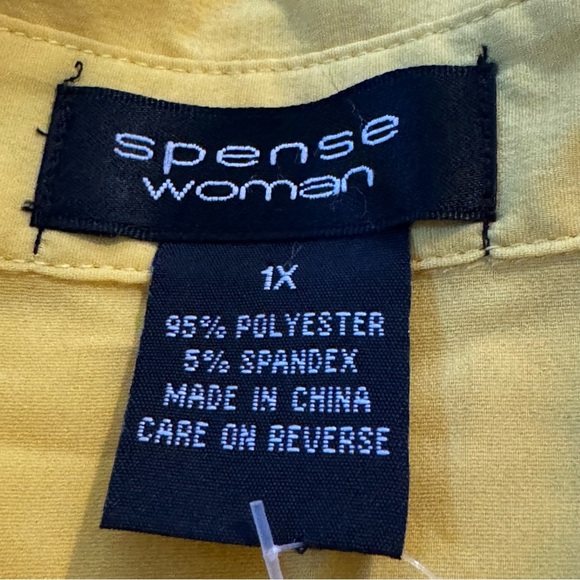 spense
woman
1X
95% POLYESTER
5% SPANDEX
MADE IN CHINA
CARE ON REVERSE